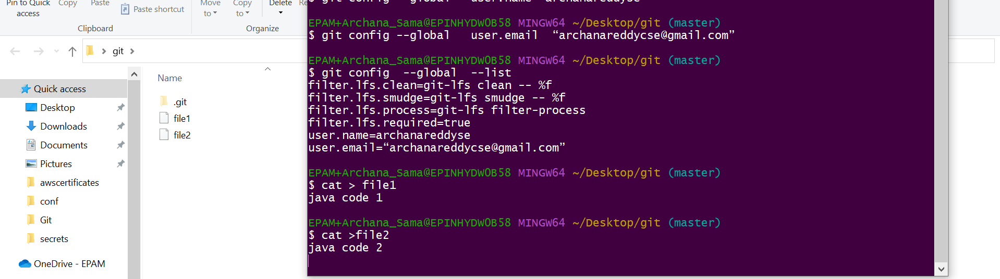 Pin to Quick access
Copy
Paste
Paste shortcut
Move to
Copy to
Delete
Re
Clipboard
Organize
git
Name
Quick access
Desktop
Downloads
Documents
Pictures
awscertificates
conf
Git
secrets
OneDrive - EPAM
.git
file1
file2
$ git config --global   user.name  archanareddyse
EPAM+Archana_Sama@EPINHYDW0B58 MINGW64 ~/Desktop/git (master)
$ git config --global   user.email  “archanareddycse@gmail.com”
EPAM+Archana_Sama@EPINHYDW0B58 MINGW64 ~/Desktop/git (master)
$ git config  --global  --list
filter.lfs.clean=git-lfs clean -- %f
filter.lfs.smudge=git-lfs smudge -- %f
filter.lfs.process=git-lfs filter-process
filter.lfs.required=true
user.name=archanareddyse
user.email=“archanareddycse@gmail.com”
EPAM+Archana_Sama@EPINHYDW0B58 MINGW64 ~/Desktop/git (master)
$ cat > file1
java code 1
EPAM+Archana_Sama@EPINHYDW0B58 MINGW64 ~/Desktop/git (master)
$ cat >file2
java code 2